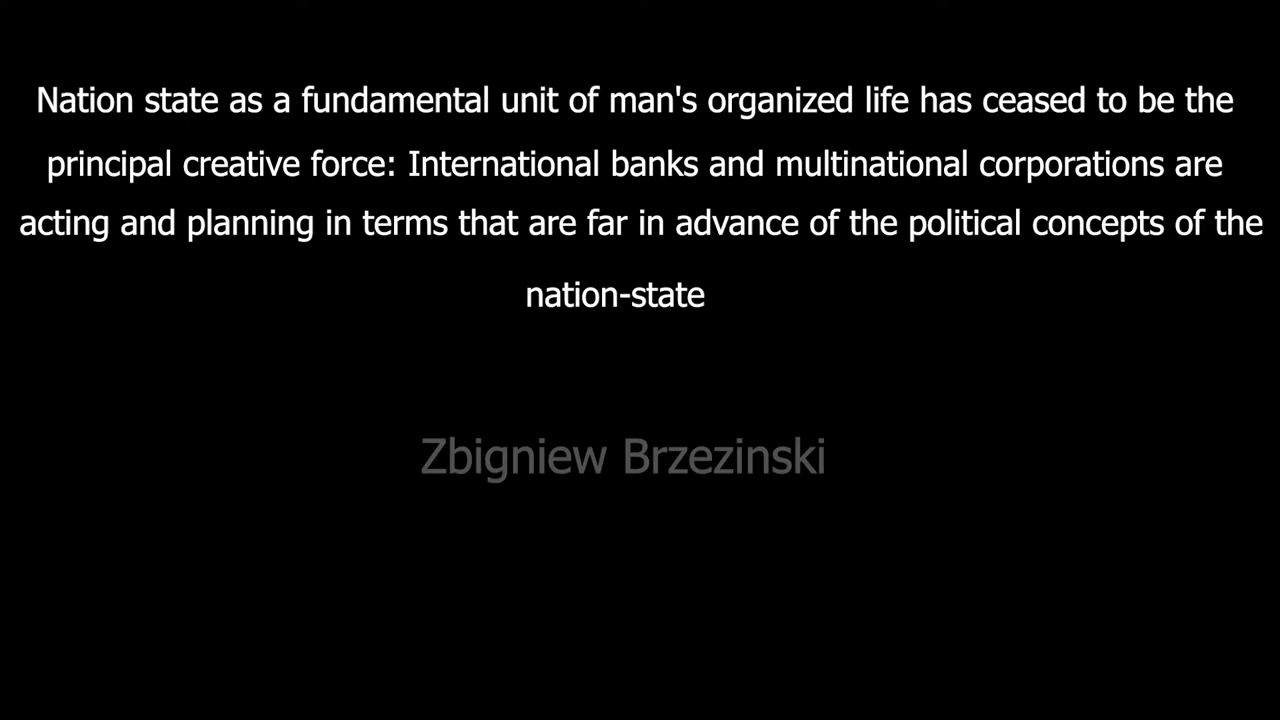 Nation state as a fundamental unit of man's organized life has ceased to be the
principal creative force: International banks and multinational corporations are
acting and planning in terms that are far in advance of the political concepts of the
nation-state
Zbigniew Brzezinski